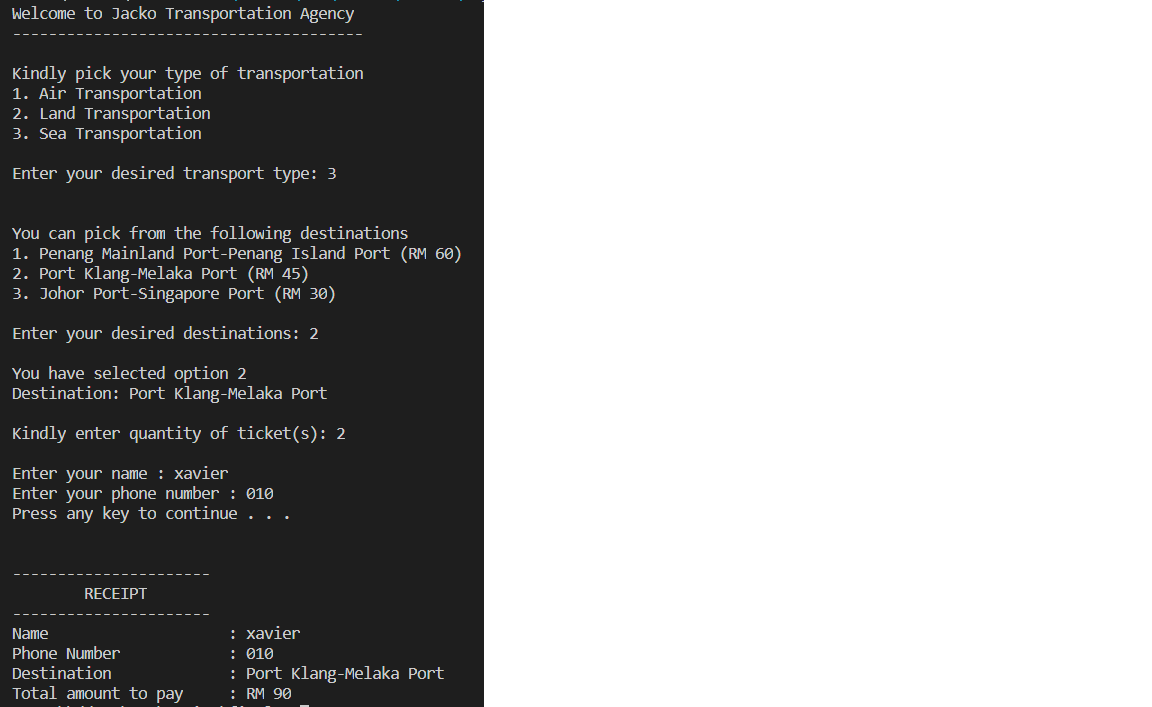 Welcome to Jacko Transportation Agency
---------------------------------------
Kindly pick your type of transportation
1. Air Transportation
2. Land Transportation
3. Sea Transportation
Enter your desired transport type: 3
You can pick from the following destinations
1. Penang Mainland Port-Penang Island Port (RM 60)
2. Port Klang-Melaka Port (RM 45)
3. Johor Port-Singapore Port (RM 30)
Enter your desired destinations: 2
You have selected option 2
Destination: Port Klang-Melaka Port
Kindly enter quantity of ticket(s): 2
Enter your name : xavier
Enter your phone number : 010
Press any key to continue . . .
----------------------
RECEIPT
----------------------
Name : xavier
Phone Number : 010
Destination : Port Klang-Melaka Port
Total amount to pay : RM 90